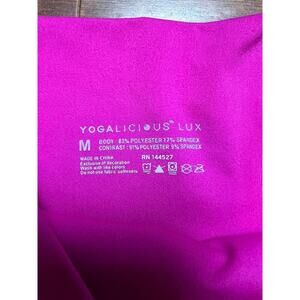 YOGALICIOUS™ LUX
M
BODY: 83% POLYESTER 17% SPANDEX
CONTRAST: 91% POLYESTER 9% SPANDEX
MADE IN CHINA
Exclusive of decoration
Wash with like colors
Do not use fabric softeners
RN 144527